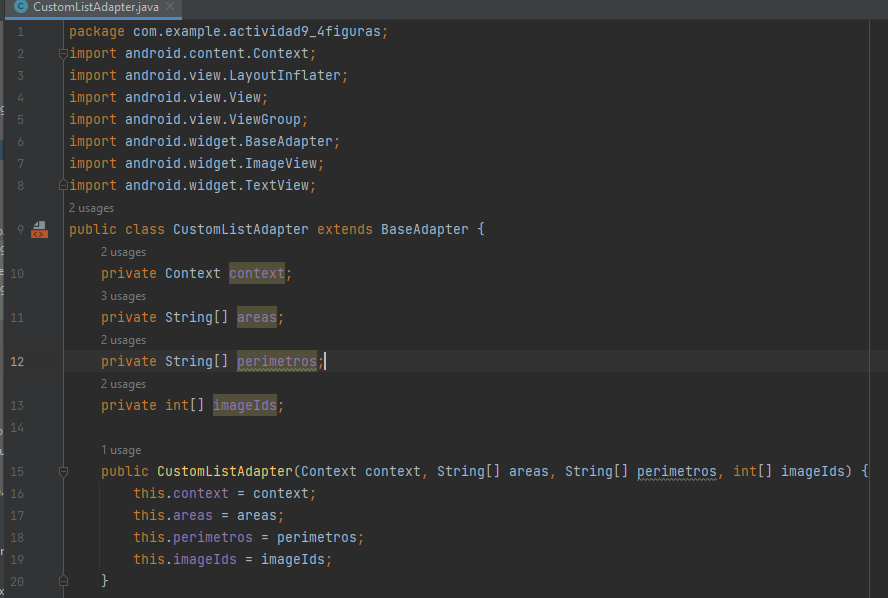 CustomListAdapter.java
1 package com.example.actividad9_4figuras;
2 import android.content.Context;
3 import android.view.LayoutInflater;
4 import android.view.View;
5 import android.view.ViewGroup;
6 import android.widget.BaseAdapter;
7 import android.widget.ImageView;
8 import android.widget.TextView;
2 usages
9 public class CustomListAdapter extends BaseAdapter {
2 usages
10 private Context context;
3 usages
11 private String[] areas;
2 usages
12 private String[] perimetros;
2 usages
13 private int[] imageIds;
14
1 usage
15 public CustomListAdapter(Context context, String[] areas, String[] perimetros, int[] imageIds) {
16 this.context = context;
17 this.areas = areas;
18 this.perimetros = perimetros;
19 this.imageIds = imageIds;
20 }